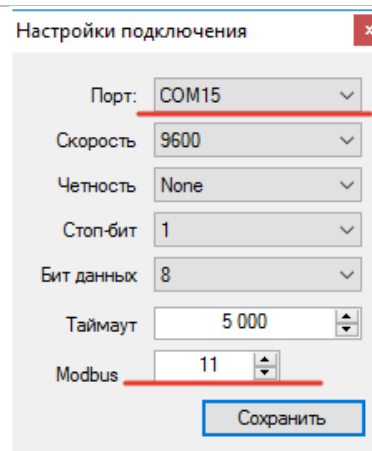 Настройки подключения x
Порт: COM15
Скорость 9600
Четность None
Стоп-бит 1
Бит данных 8
Таймаут 5 000
Modbus 11
Сохранить